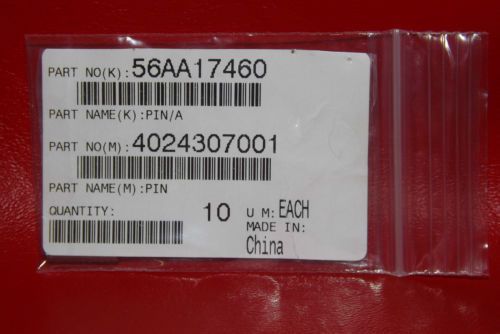 PART NO(K): 56AA17460
PART NAME(K):PIN/A
PART NO(M): 4024307001
PART NAME(M):PIN
QUANTITY: 10 U M: EACH
MADE IN:
China